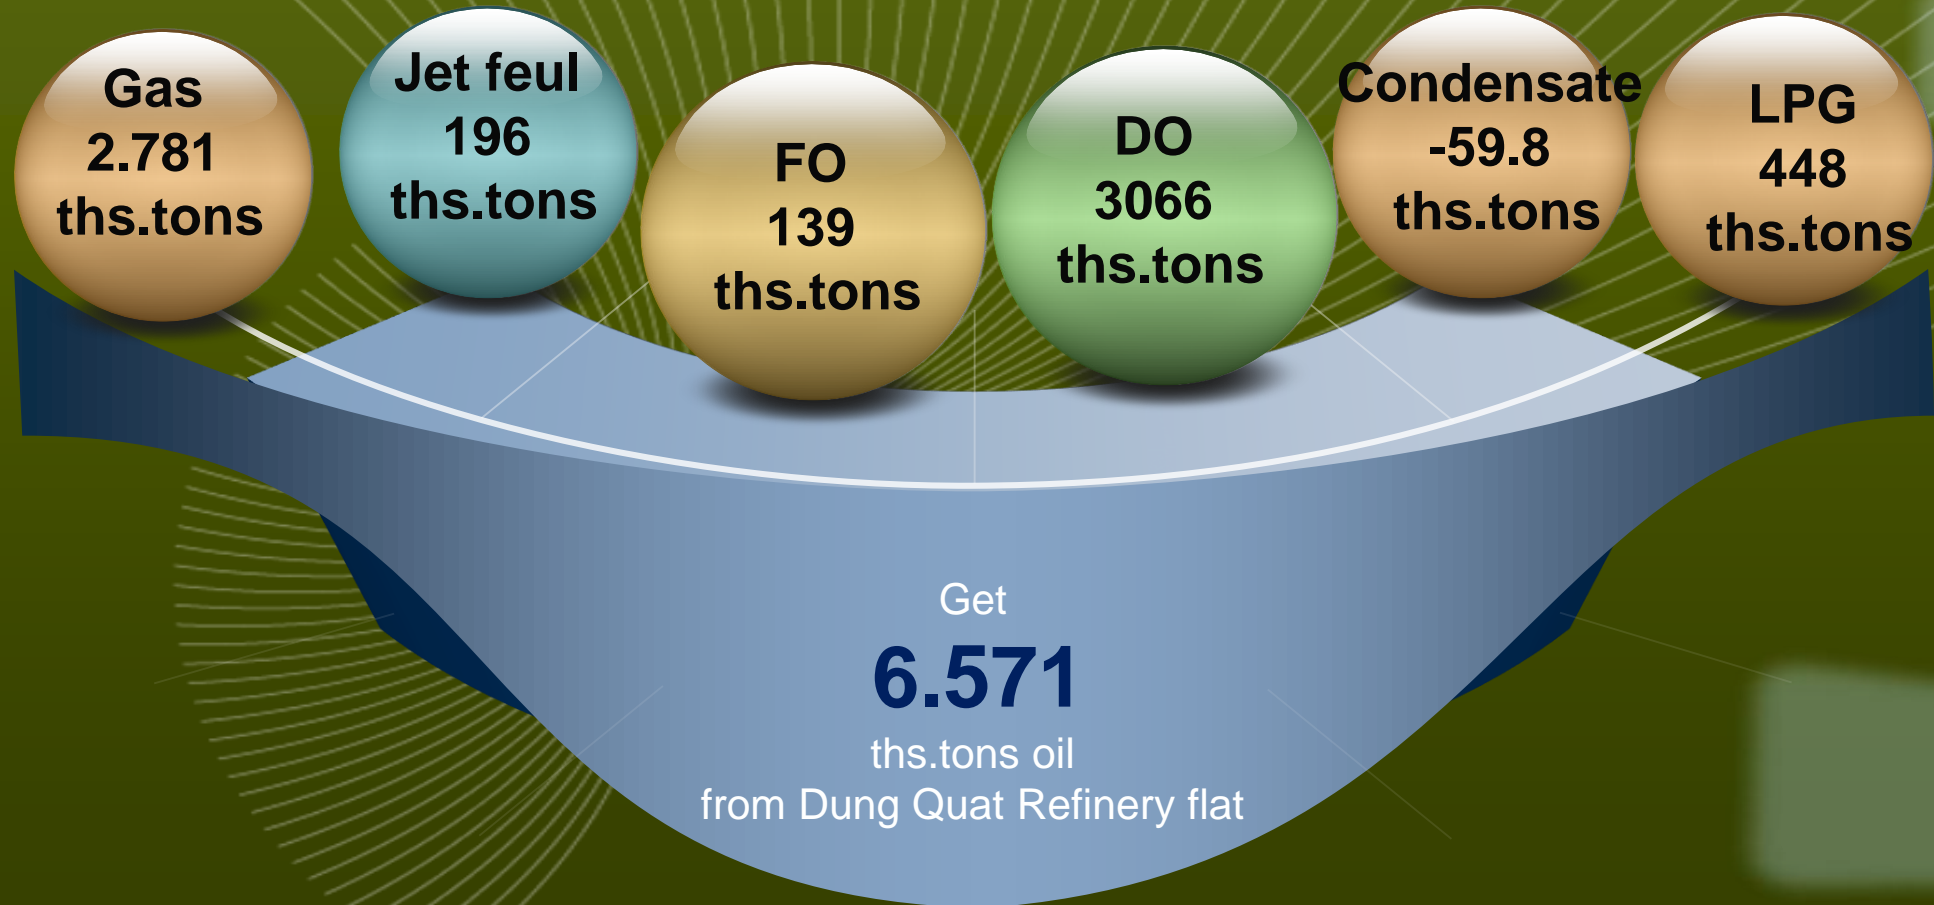 Gas
2.781
ths.tons
Jet feul
196
ths.tons
FO
139
ths.tons
DO
3066
ths.tons
Condensate
-59.8
ths.tons
LPG
448
ths.tons
Get
6.571
ths.tons oil
from Dung Quat Refinery flat